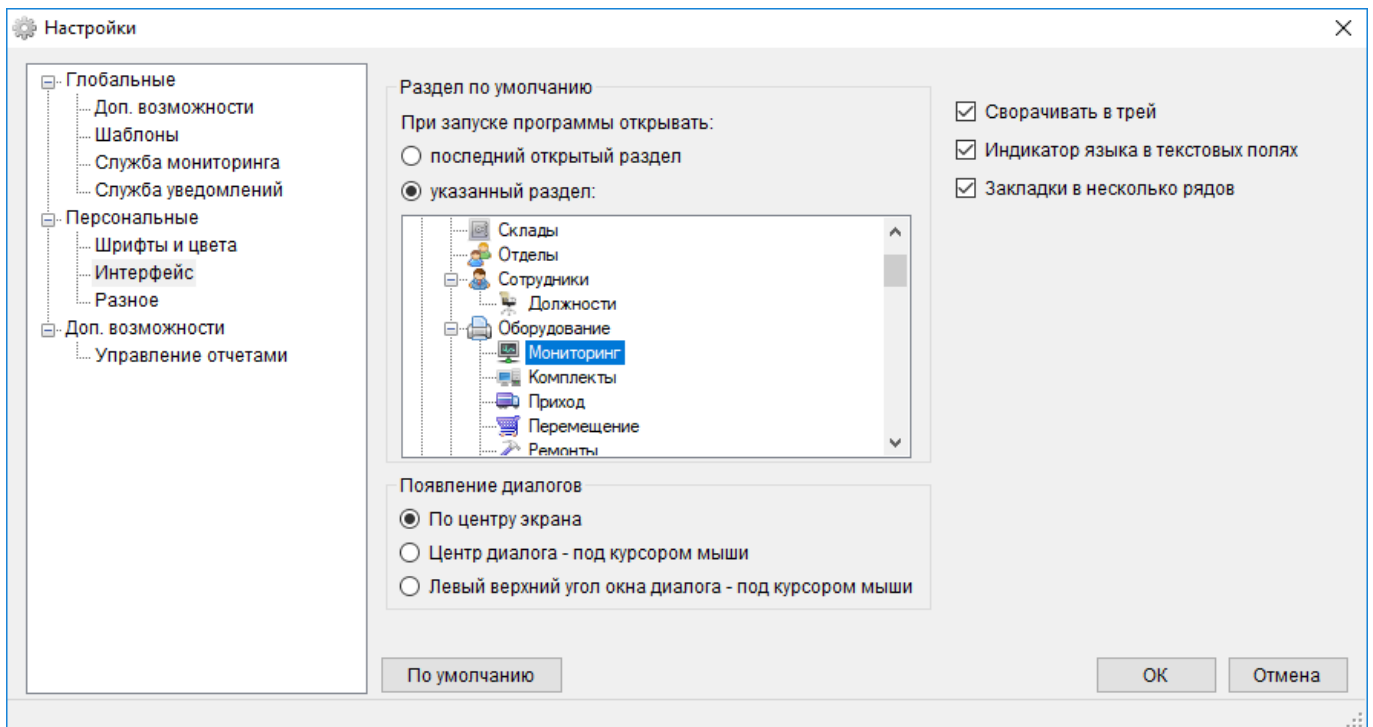 Настройки
Глобальные
Доп. возможности
Шаблоны
Служба мониторинга
Служба уведомлений
Персональные
Шрифты и цвета
Интерфейс
Разное
Доп. возможности
Управление отчетами
Раздел по умолчанию
При запуске программы открывать:
последний открытый раздел
указанный раздел:
Склады
Отделы
Сотрудники
Должности
Оборудование
Мониторинг
Комплекты
Приход
Перемещение
Ремонты
Появление диалогов
По центру экрана
Центр диалога - под курсором мыши
Левый верхний угол окна диалога - под курсором мыши
Сворачивать в трей
Индикатор языка в текстовых полях
Закладки в несколько рядов
По умолчанию
ОК
Отмена